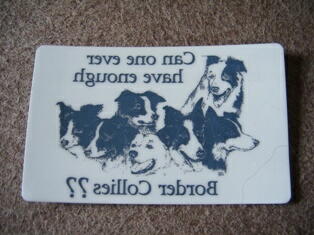 Can one ever
have enough
Border Collies??